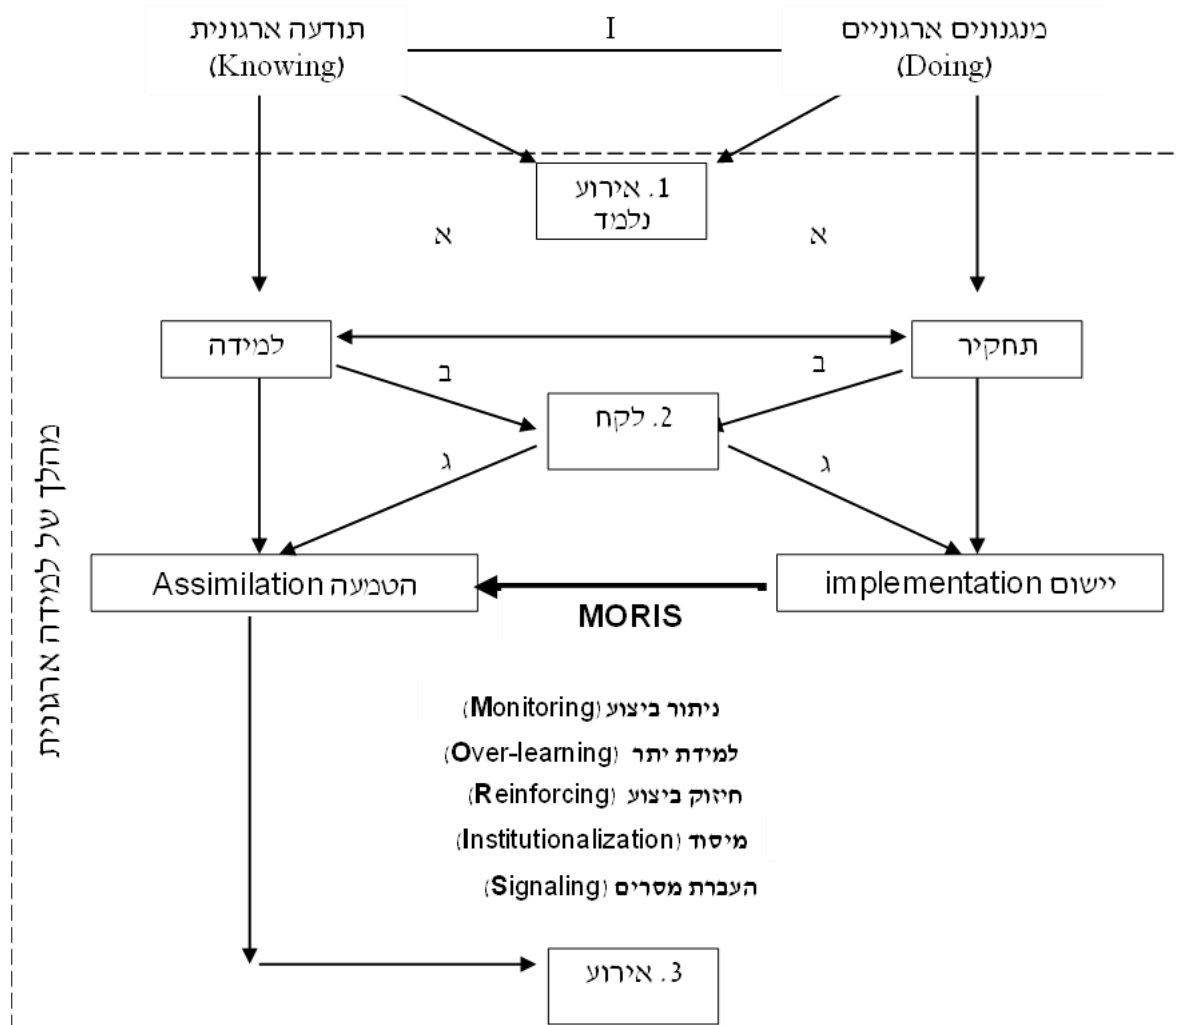 מנגנונים ארגוניים
(Doing)
I
תודעה ארגונית
(Knowing)
1. אירוע
נלמד
א
א
תחקיר
למידה
ב
ב
2. לקח
ג
ג
יישום implementation
הטמעה Assimilation
MORIS
ניתור ביצוע (Monitoring)
למידת יתר (Over-learning)
חיזוק ביצוע (Reinforcing)
מיסוד (Institutionalization)
העברת מסרים (Signaling)
3. אירוע
מהלך של למידה ארגונית